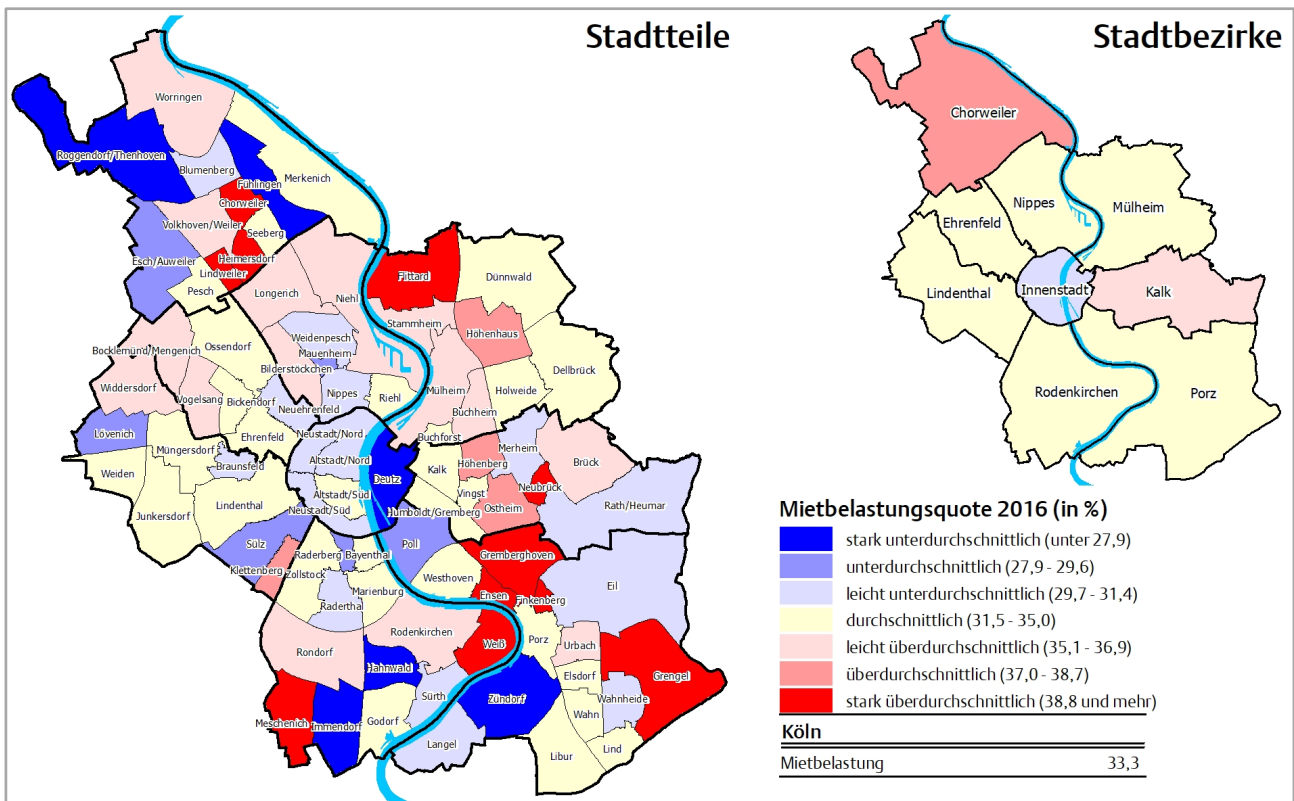 Stadtteile
Worringen
Roggendorf/Thenhoven
Blumenberg
Fühlingen
Merkenich
Chorweiler
Volkhoven/Weiler
Seeberg
Esch/Auweiler
Heimersdorf
Lindweiler
Pesch
Longerich
Niehl
Flittard
Dünnwald
Stammheim
Höhenhaus
Weidenpesch
Mauenheim
Ossendorf
Bocklemünd/Mengenich
Bilderstöckchen
Dellbrück
Widdersdorf
Vogelsang
Bickendorf
Nippes
Riehl
Mülheim
Holweide
Neuehrenfeld
Buchheim
Lövenich
Ehrenfeld
Neustadt/Nord
Buchforst
Müngersdorf
Merheim
Weiden
Braunsfeld
Altstadt/Nord
Kalk
Höhenberg
Brück
Deutz
Neubrück
Lindenthal
Altstadt/Süd
Vingst
Junkersdorf
Neustadt/Süd
Humboldt/Gremberg
Ostheim
Rath/Heumar
Sülz
Raderberg
Bayenthal
Poll
Gremberghoven
Klettenberg
Zollstock
Westhoven
Marienburg
Raderthal
Ensen
Finkenberg
Eil
Rodenkirchen
Weiß
Porz
Urbach
Rondorf
Hahnwald
Elsdorf
Grengel
Sürth
Zündorf
Wahnheide
Meschenich
Immendorf
Godorf
Wahn
Langel
Libur
Lind
Stadtbezirke
Chorweiler
Nippes
Mülheim
Ehrenfeld
Lindenthal
Innenstadt
Kalk
Rodenkirchen
Porz
Mietbelastungsquote 2016 (in %)
stark unterdurchschnittlich (unter 27,9)
unterdurchschnittlich (27,9 - 29,6)
leicht unterdurchschnittlich (29,7 - 31,4)
durchschnittlich (31,5 - 35,0)
leicht überdurchschnittlich (35,1 - 36,9)
überdurchschnittlich (37,0 - 38,7)
stark überdurchschnittlich (38,8 und mehr)
Köln
Mietbelastung 33,3